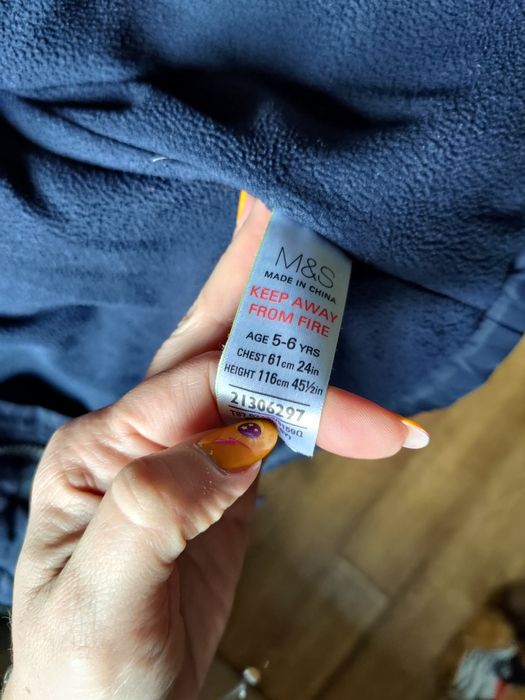 M&S
MADE IN CHINA
KEEP AWAY
FROM FIRE
AGE 5-6 YRS
CHEST 61cm 24in
HEIGHT 116cm 45½in
21306297
T87